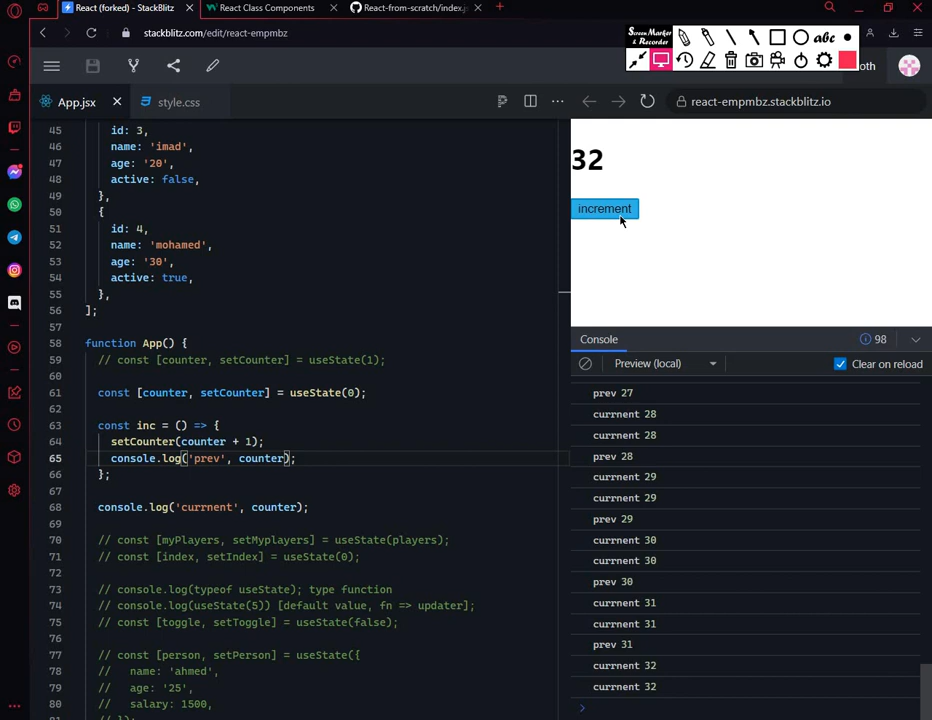 React (forked) - StackBlitz
React Class Components
React-from-scratch/index.js
stackblitz.com/edit/react-empmbz
Screen Marker
& Recorder
abc
oth
App.jsx
style.css
react-empmbz.stackblitz.io
45 id: 3,
46 name: 'imad',
47 age: '20',
48 active: false,
49 },
50 {
51 id: 4,
52 name: 'mohamed',
53 age: '30',
54 active: true,
55 },
56 ];
57
58 function App() {
59 // const [counter, setCounter] = useState(1);
60
61 const [counter, setCounter] = useState(0);
62
63 const inc = () => {
64 setCounter(counter + 1);
65 console.log('prev', counter);
66 };
67
68 console.log('currnent', counter);
69
70 // const [myPlayers, setMyplayers] = useState(players);
71 // const [index, setIndex] = useState(0);
72
73 // console.log(typeof useState); type function
74 // console.log(useState(5)) [default value, fn => updater];
75 // const [toggle, setToggle] = useState(false);
76
77 // const [person, setPerson] = useState({
78 // name: 'ahmed',
79 // age: '25',
80 // salary: 1500,
32
increment
Console
98
Preview (local)
Clear on reload
prev 27
currnent 28
currnent 28
prev 28
currnent 29
currnent 29
prev 29
currnent 30
currnent 30
prev 30
currnent 31
currnent 31
prev 31
currnent 32
currnent 32